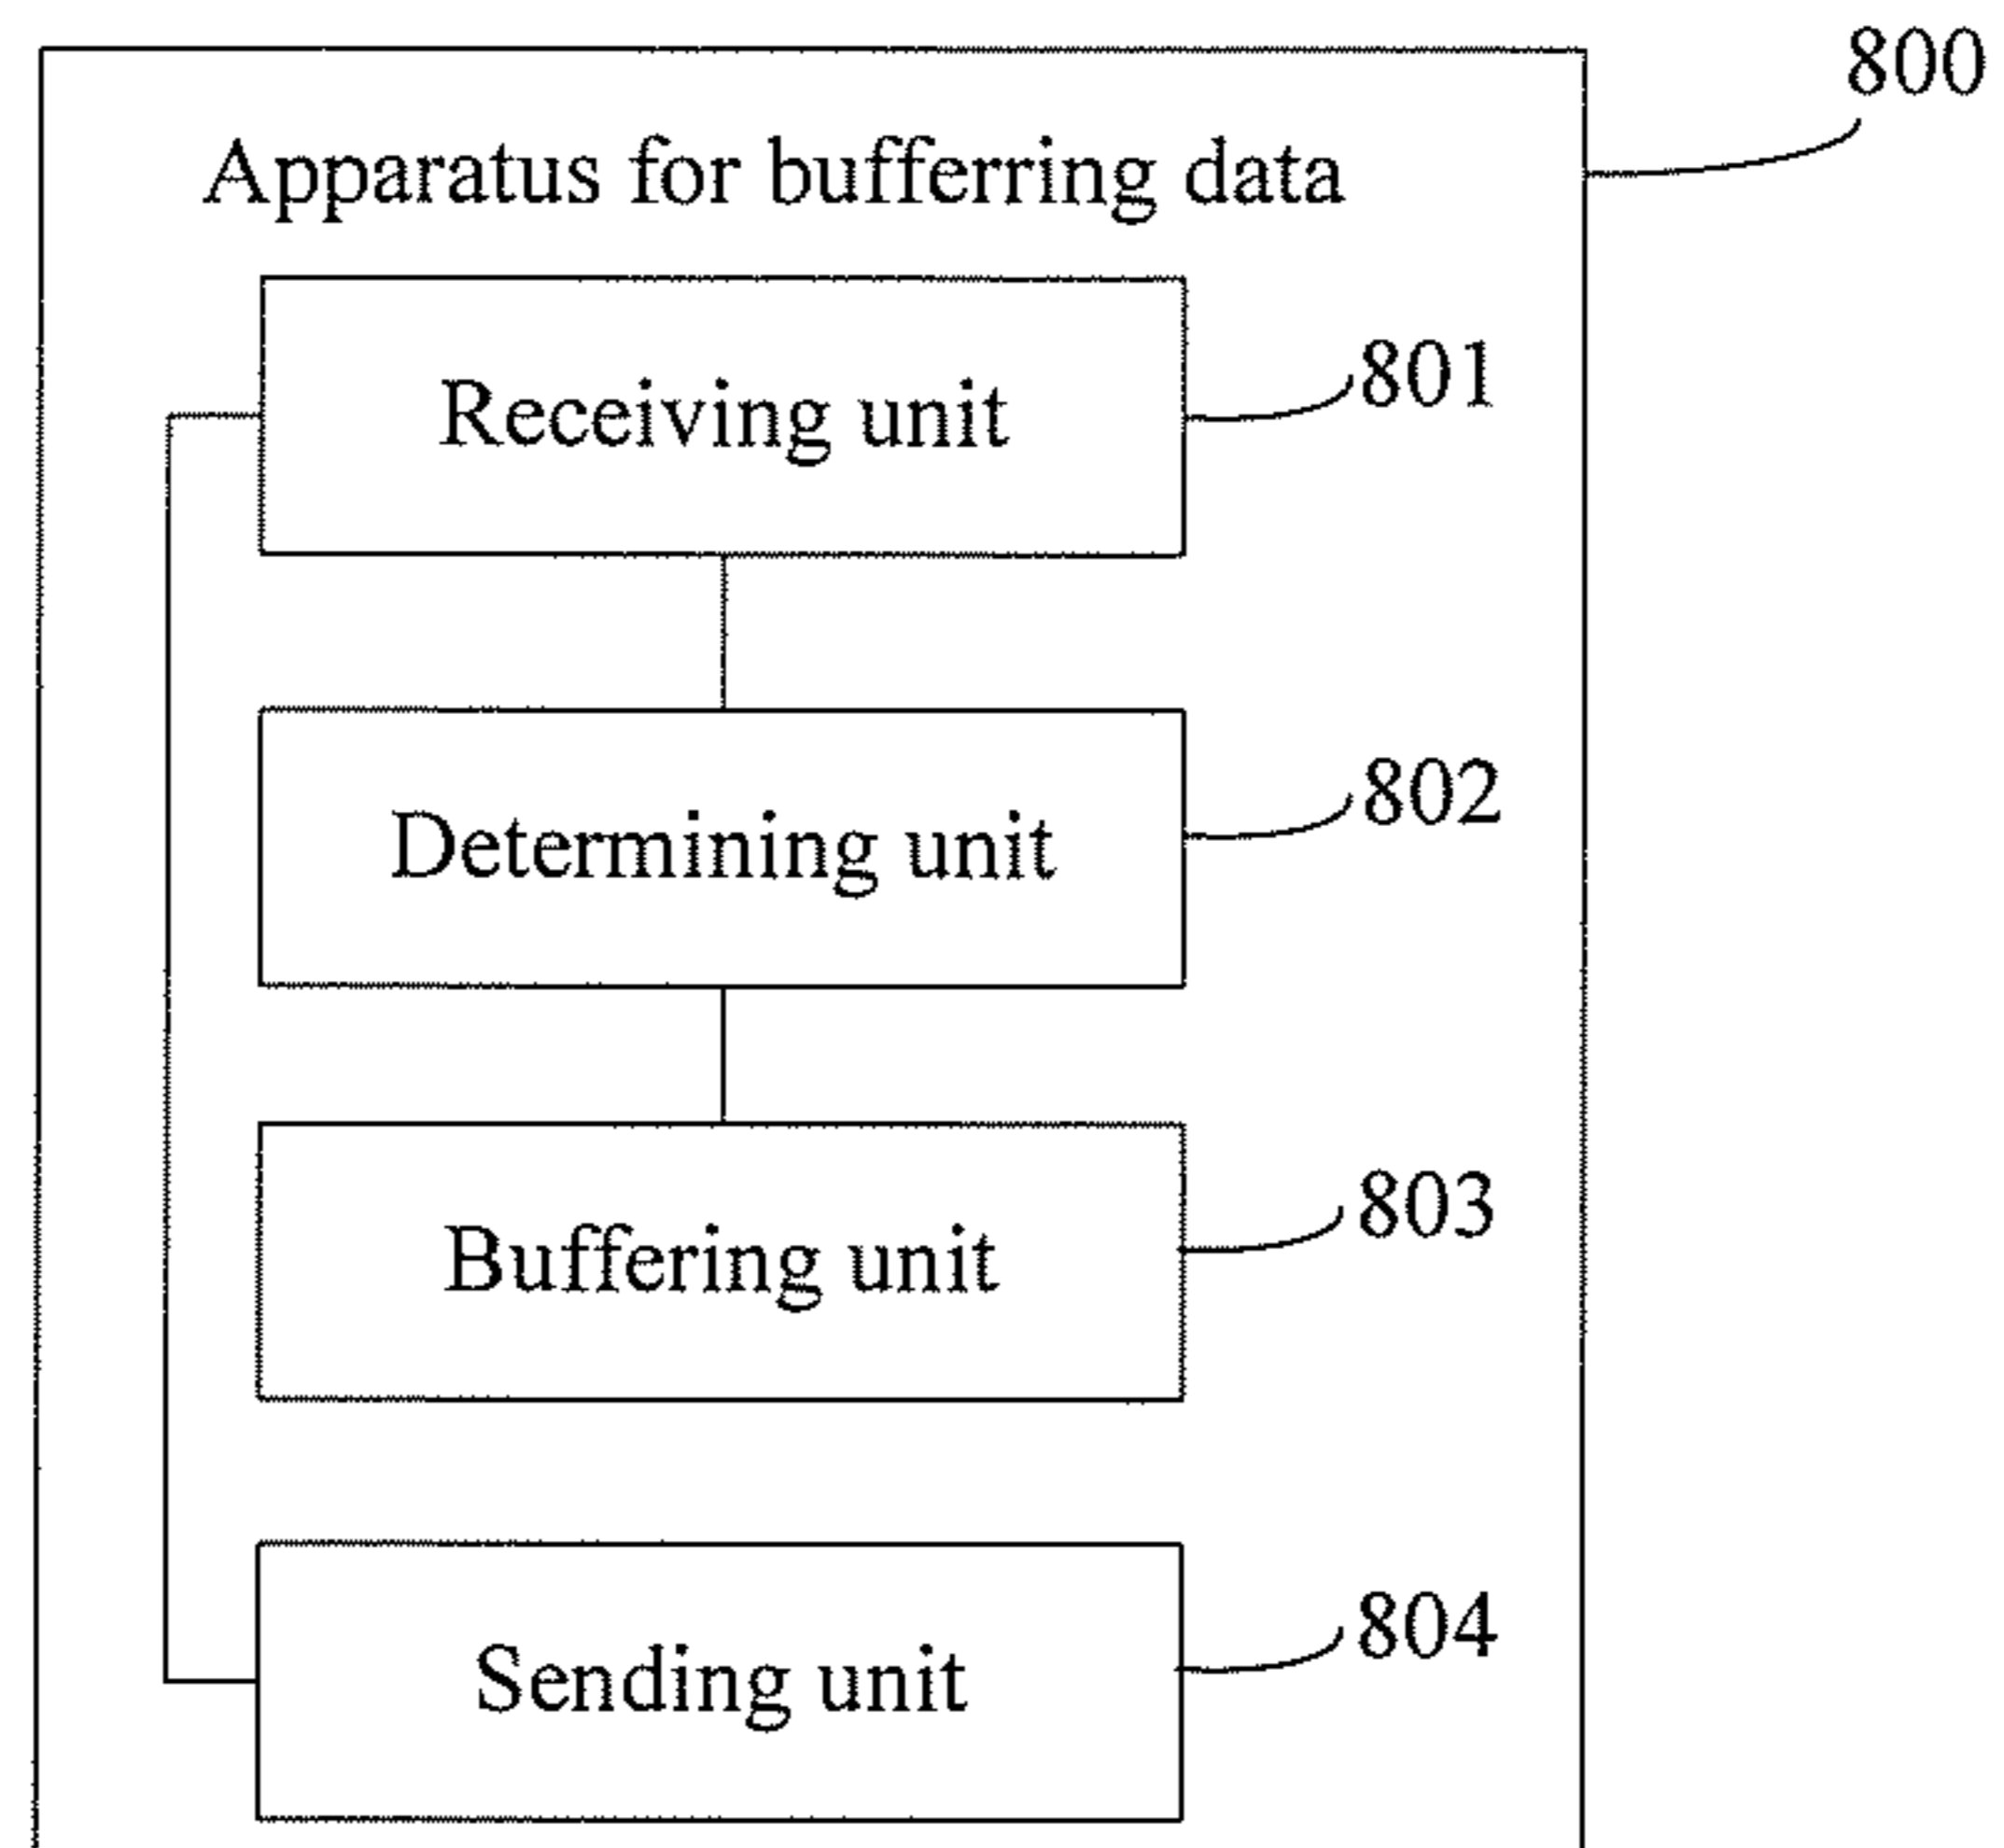 800
Apparatus for bufferring data
Receiving unit
801
Determining unit
802
Buffering unit
803
Sending unit
804